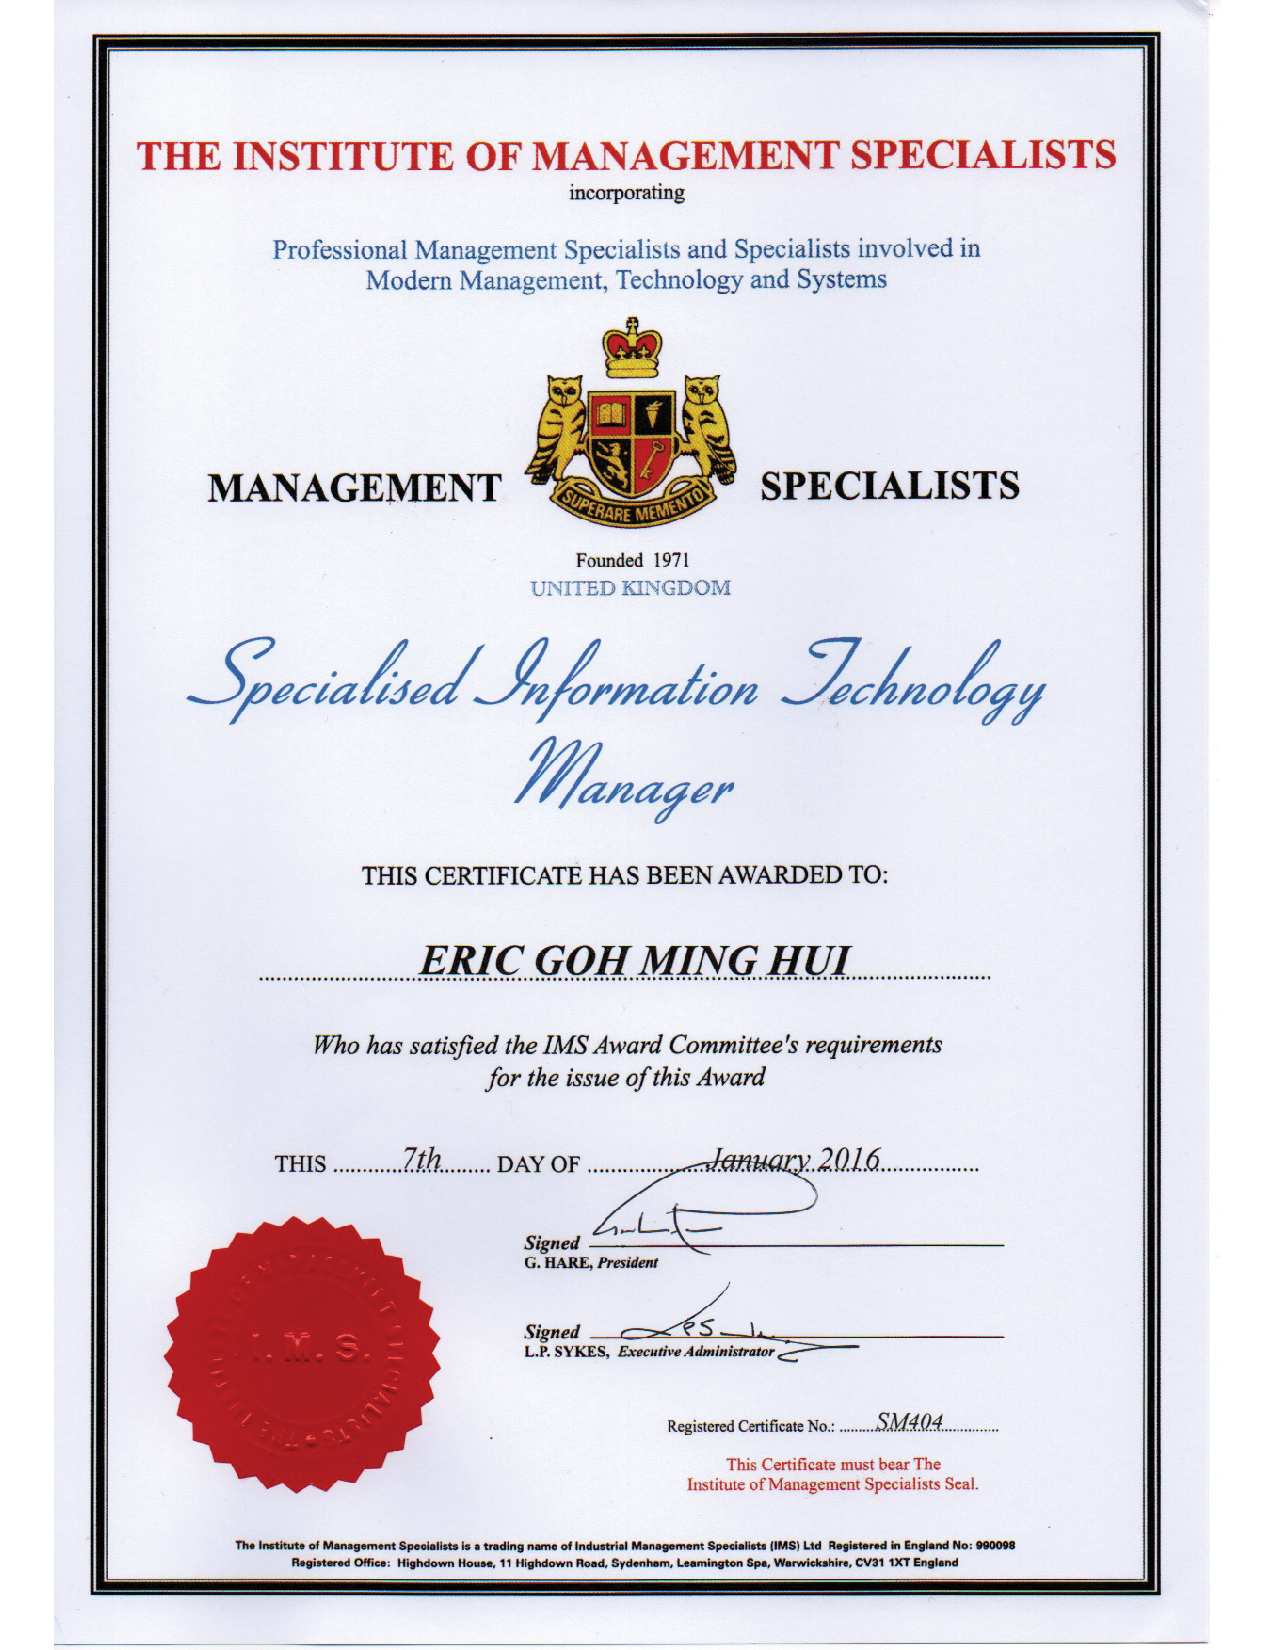 THE INSTITUTE OF MANAGEMENT SPECIALISTS
incorporating
Professional Management Specialists and Specialists involved in
Modern Management, Technology and Systems
MANAGEMENT SPECIALISTS
SUPERARE MEMENTO
Founded 1971
UNITED KINGDOM
Specialised Information Technology
Manager
THIS CERTIFICATE HAS BEEN AWARDED TO:
ERIC GOH MING HUI
Who has satisfied the IMS Award Committee's requirements
for the issue of this Award
THIS ............7th......... DAY OF ......................January 2016.................
Signed
G. HARE, President
Signed
L.P. SYKES, Executive Administrator
THE INSTITUTE OF MANAGEMENT SPECIALISTS
I. M. S.
Registered Certificate No.: .........SM404..............
This Certificate must bear The
Institute of Management Specialists Seal.
The Institute of Management Specialists is a trading name of Industrial Management Specialists (IMS) Ltd Registered in England No: 990098
Registered Office: Highdown House, 11 Highdown Road, Sydenham, Leamington Spa, Warwickshire, CV31 1XT England